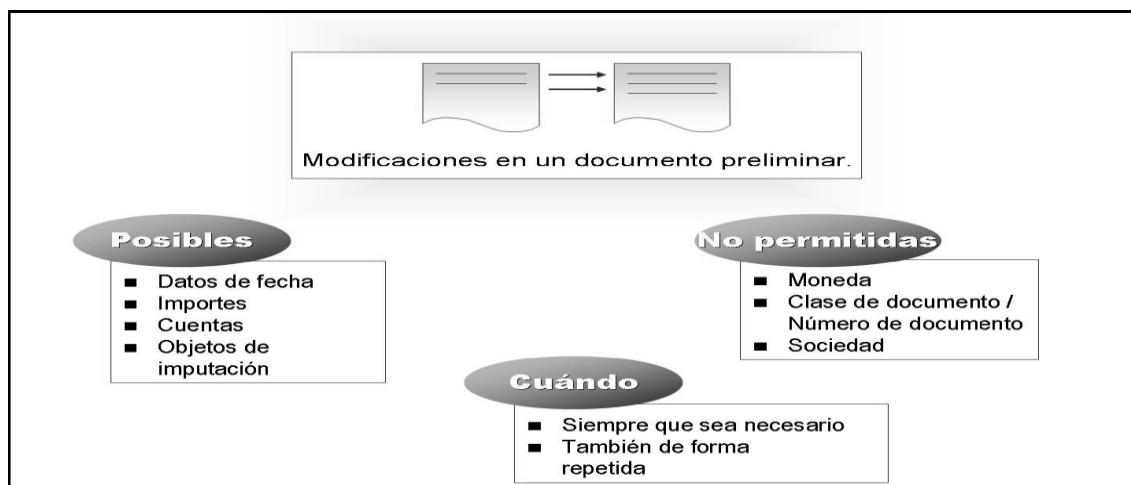 Modificaciones en un documento preliminar.
Posibles
■ Datos de fecha
■ Importes
■ Cuentas
■ Objetos de
imputación
No permitidas
■ Moneda
■ Clase de documento /
Número de documento
■ Sociedad
Cuándo
■ Siempre que sea necesario
■ También de forma
repetida